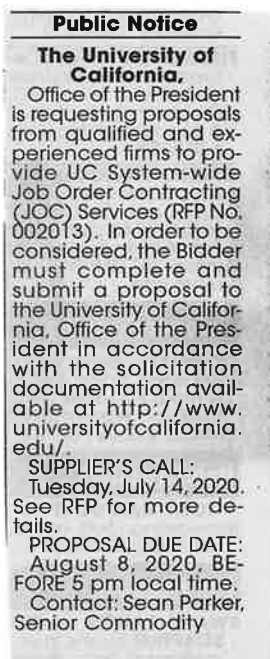 Public Notice
The University of
California,
Office of the President
is requesting proposals
from qualified and ex-
perienced firms to pro-
vide UC System-wide
Job Order Contracting
(JOC) Services (RFP No.
002013). In order to be
considered, the Bidder
must complete and
submit a proposal to
the University of Califor-
nia, Office of the Pres-
ident in accordance
with the solicitation
documentation avail-
able at http://www.
universityofcalifornia.
edu/.
SUPPLIER'S CALL:
Tuesday, July 14, 2020.
See RFP for more de-
tails.
PROPOSAL DUE DATE:
August 8, 2020, BE-
FORE 5 pm local time.
Contact: Sean Parker,
Senior Commodity